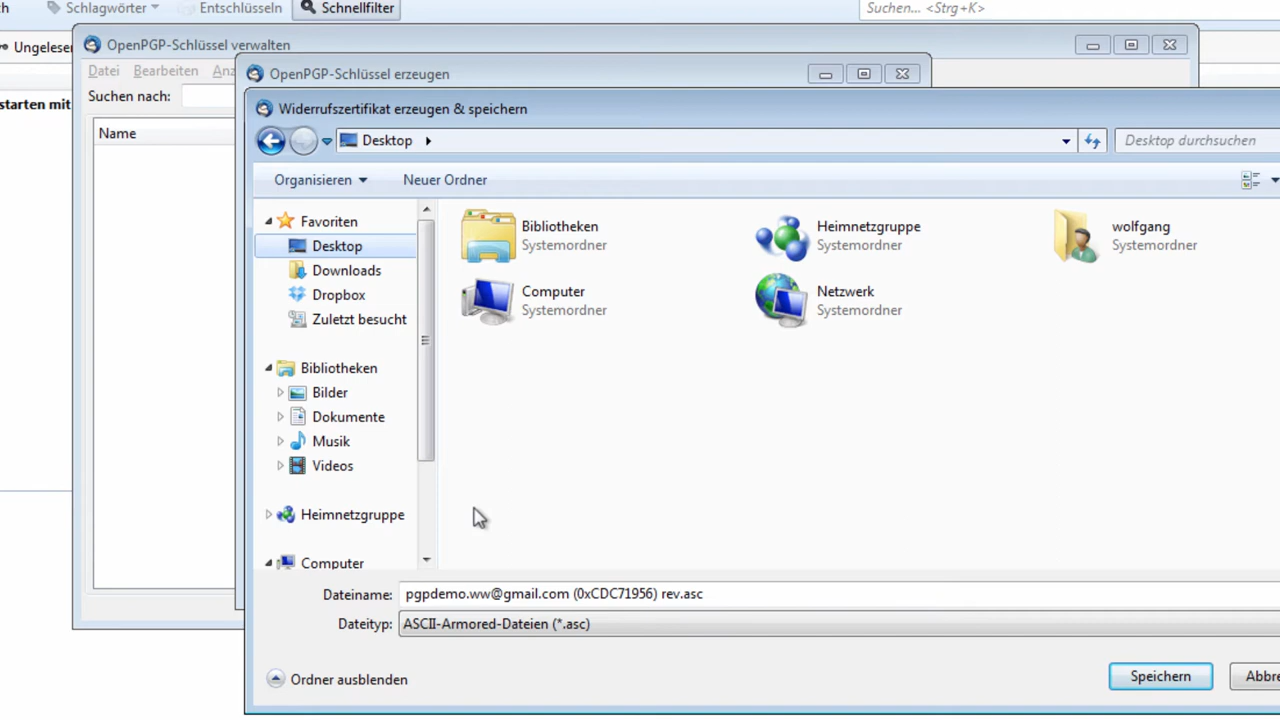 Schlagwörter
Entschlüsseln
Schnellfilter
Suchen... <Strg+K>
OpenPGP-Schlüssel verwalten
Datei Bearbeiten
Suchen nach:
starten mit
Name
OpenPGP-Schlüssel erzeugen
Widerrufszertifikat erzeugen & speichern
Desktop
Desktop durchsuchen
Organisieren
Neuer Ordner
Favoriten
Desktop
Downloads
Dropbox
Zuletzt besucht
Bibliotheken
Bilder
Dokumente
Musik
Videos
Heimnetzgruppe
Computer
Bibliotheken
Systemordner
Heimnetzgruppe
Systemordner
wolfgang
Systemordner
Computer
Systemordner
Netzwerk
Systemordner
Dateiname: pgpdemo.ww@gmail.com (0xCDC71956) rev.asc
Dateityp: ASCII-Armored-Dateien (*.asc)
Ordner ausblenden
Speichern